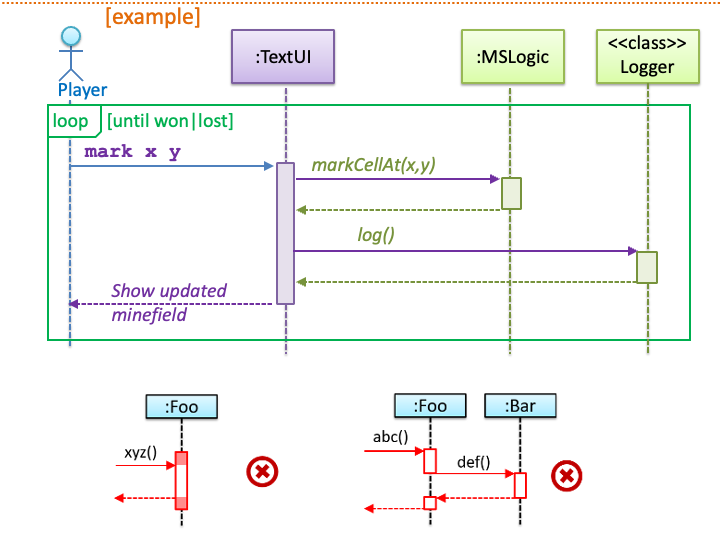 [example]
:TextUI
:MSLogic
<<class>>
Logger
Player
loop
[until won|lost]
mark x y
markCellAt(x,y)
log()
Show updated
minefield
:Foo
:Foo
:Bar
xyz()
abc()
def()